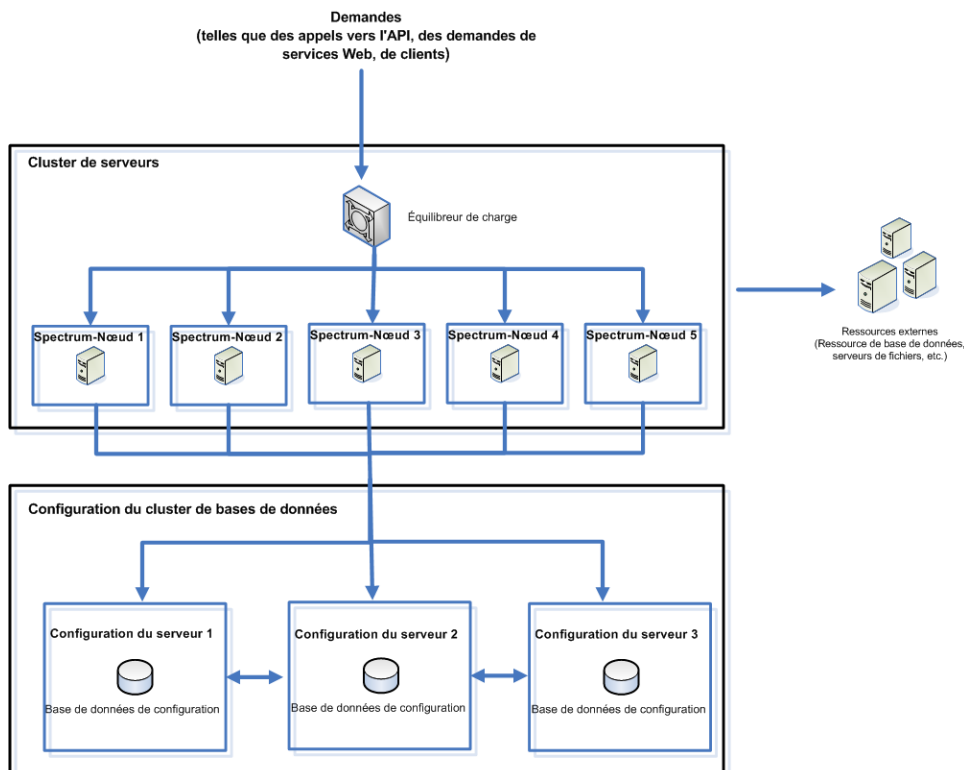 Demandes
(telles que des appels vers l'API, des demandes de
services Web, de clients)
Cluster de serveurs
Équilibreur de charge
Spectrum-Nœud 1
Spectrum-Nœud 2
Spectrum-Nœud 3
Spectrum-Nœud 4
Spectrum-Nœud 5
Ressources externes
(Ressource de base de données,
serveurs de fichiers, etc.)
Configuration du cluster de bases de données
Configuration du serveur 1
Base de données de configuration
Configuration du serveur 2
Base de données de configuration
Configuration du serveur 3
Base de données de configuration